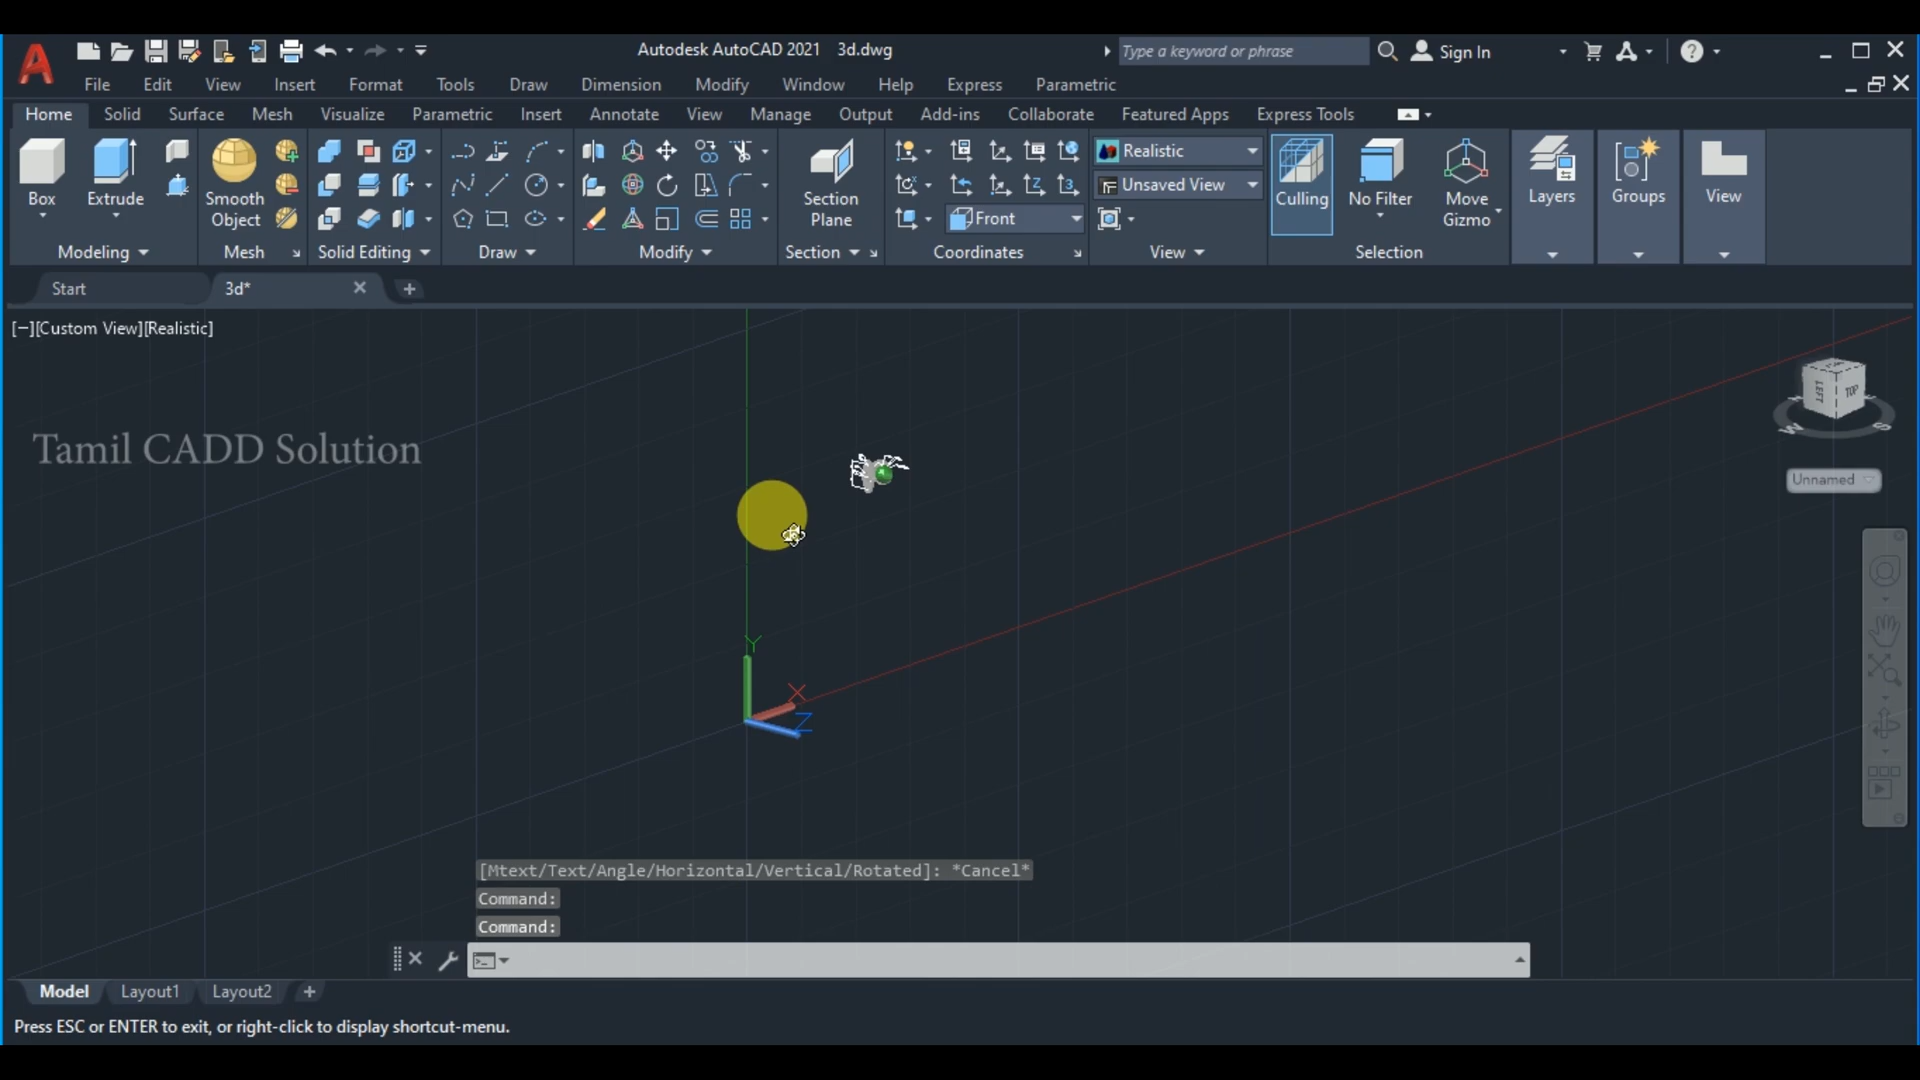 Autodesk AutoCAD 2021 3d.dwg
Type a keyword or phrase
Sign In
File Edit View Insert Format Tools Draw Dimension Modify Window Help Express Parametric
Home Solid Surface Mesh Visualize Parametric Insert Annotate View Manage Output Add-ins Collaborate Featured Apps Express Tools
Box Extrude Smooth Object Section Plane Realistic Unsaved View Front Culling No Filter Move Gizmo Layers Groups View
Modeling Mesh Solid Editing Draw Modify Section Coordinates View Selection
Start 3d*
[−][Custom View][Realistic]
LEFT TOP
W S
Tamil CADD Solution
Unnamed
Y
X
Z
[Mtext/Text/Angle/Horizontal/Vertical/Rotated]: *Cancel*
Command:
Command:
Model Layout1 Layout2
Press ESC or ENTER to exit, or right-click to display shortcut-menu.